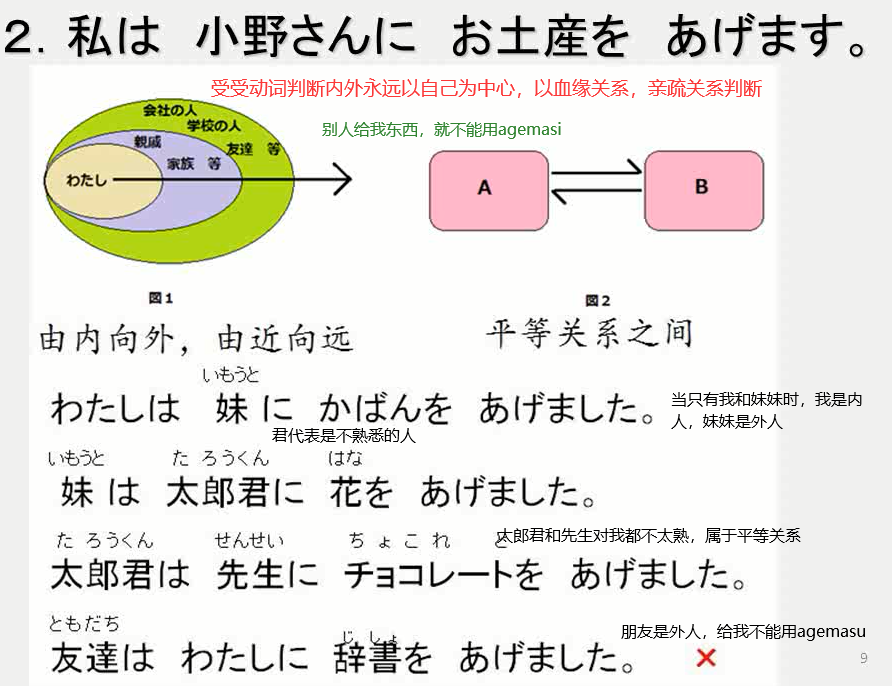 ２．私は　小野さんに　お土産を　あげます。
受受动词判断内外永远以自己为中心，以血缘关系，亲疏关系判断
别人给我东西，就不能用agemasi
会社の人
学校の人
親戚
友達　等
家族　等
わたし
A
B
図１
図２
由内向外，由近向远
平等关系之间
いもうと
わたしは　妹に　かばんを　あげました。
当只有我和妹妹时，我是内
人，妹妹是外人
君代表是不熟悉的人
いもうと　た ろうくん　はな
妹は　太郎君に　花を　あげました。
太郎君和先生对我都不太熟，属于平等关系
た ろうくん　せんせい　ち ょ こ れ　と
太郎君は　先生に　チョコレートを　あげました。
朋友是外人，给我不能用agemasu
ともだち　じ しょ
友達は　わたしに　辞書を　あげました。
9